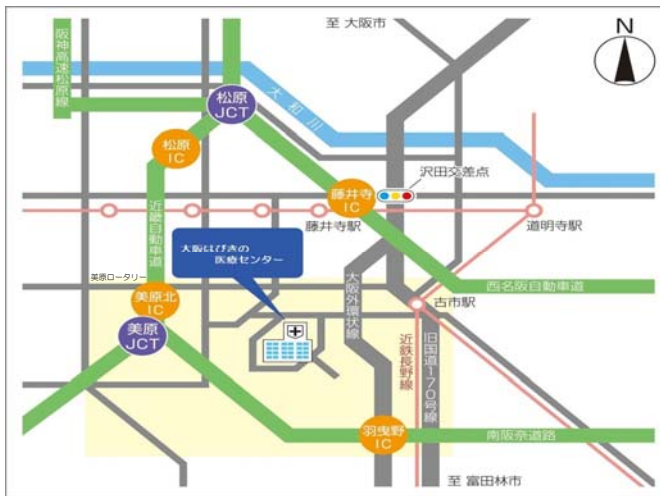 至 大阪市
N
阪神高速松原線
松原
JCT
大和川
松原
IC
沢田交差点
藤井寺
IC
近畿自動車道
藤井寺駅
道明寺駅
大阪はびきの
医療センター
美原ロータリー
西名阪自動車道
美原北
IC
大阪外環状線
古市駅
美原
JCT
近鉄長野線
旧国道170号線
羽曳野
IC
南阪奈道路
至 富田林市